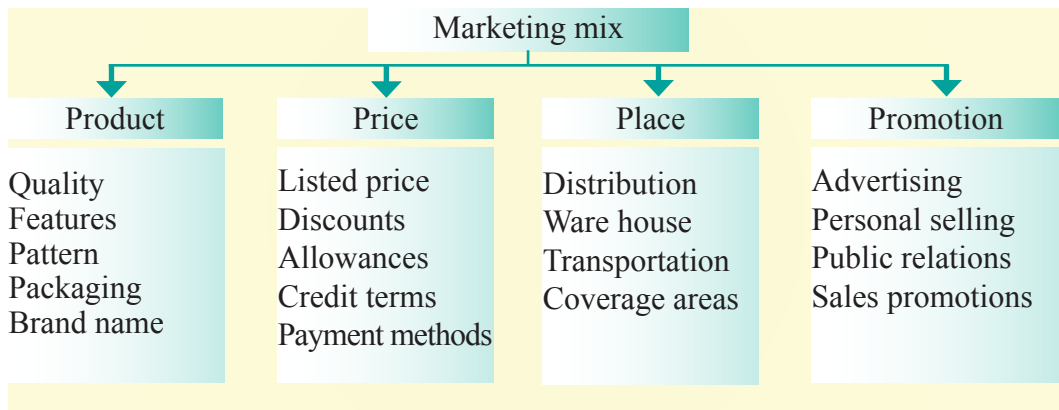 Marketing mix
Product
Price
Place
Promotion
Quality
Features
Pattern
Packaging
Brand name
Listed price
Discounts
Allowances
Credit terms
Payment methods
Distribution
Ware house
Transportation
Coverage areas
Advertising
Personal selling
Public relations
Sales promotions